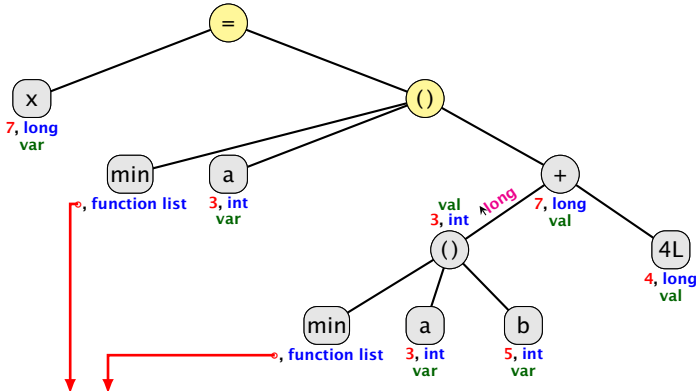 =
x
7, long
var
()
min
, function list
a
3, int
var
+
7, long
val
long
val
3, int
()
4L
4, long
val
min
, function list
a
3, int
var
b
5, int
var